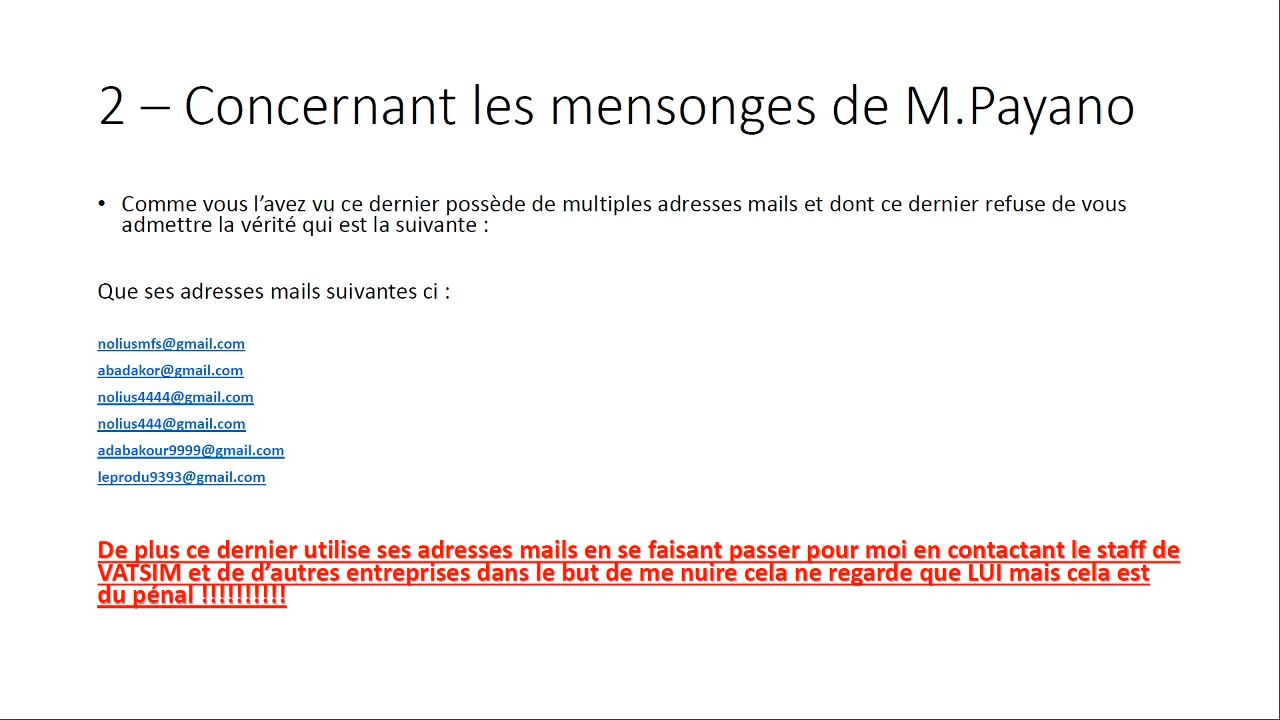 2 – Concernant les mensonges de M.Payano
• Comme vous l’avez vu ce dernier possède de multiples adresses mails et dont ce dernier refuse de vous
admettre la vérité qui est la suivante :
Que ses adresses mails suivantes ci :
noliusmfs@gmail.com
abadakor@gmail.com
nolius4444@gmail.com
nolius444@gmail.com
adabakour9999@gmail.com
leprodu9393@gmail.com
De plus ce dernier utilise ses adresses mails en se faisant passer pour moi en contactant le staff de
VATSIM et de d’autres entreprises dans le but de me nuire cela ne regarde que LUI mais cela est
du pénal !!!!!!!!!!